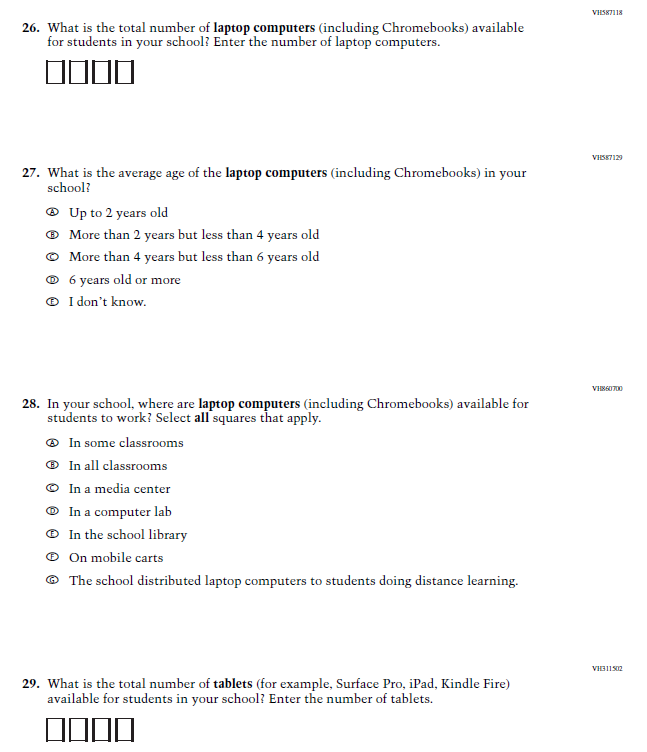 VH587118
26. What is the total number of laptop computers (including Chromebooks) available
for students in your school? Enter the number of laptop computers.
VH587129
27. What is the average age of the laptop computers (including Chromebooks) in your
school?
A Up to 2 years old
B More than 2 years but less than 4 years old
C More than 4 years but less than 6 years old
D 6 years old or more
E I don't know.
VH860700
28. In your school, where are laptop computers (including Chromebooks) available for
students to work? Select all squares that apply.
A In some classrooms
B In all classrooms
C In a media center
D In a computer lab
E In the school library
F On mobile carts
G The school distributed laptop computers to students doing distance learning.
VH311502
29. What is the total number of tablets (for example, Surface Pro, iPad, Kindle Fire)
available for students in your school? Enter the number of tablets.